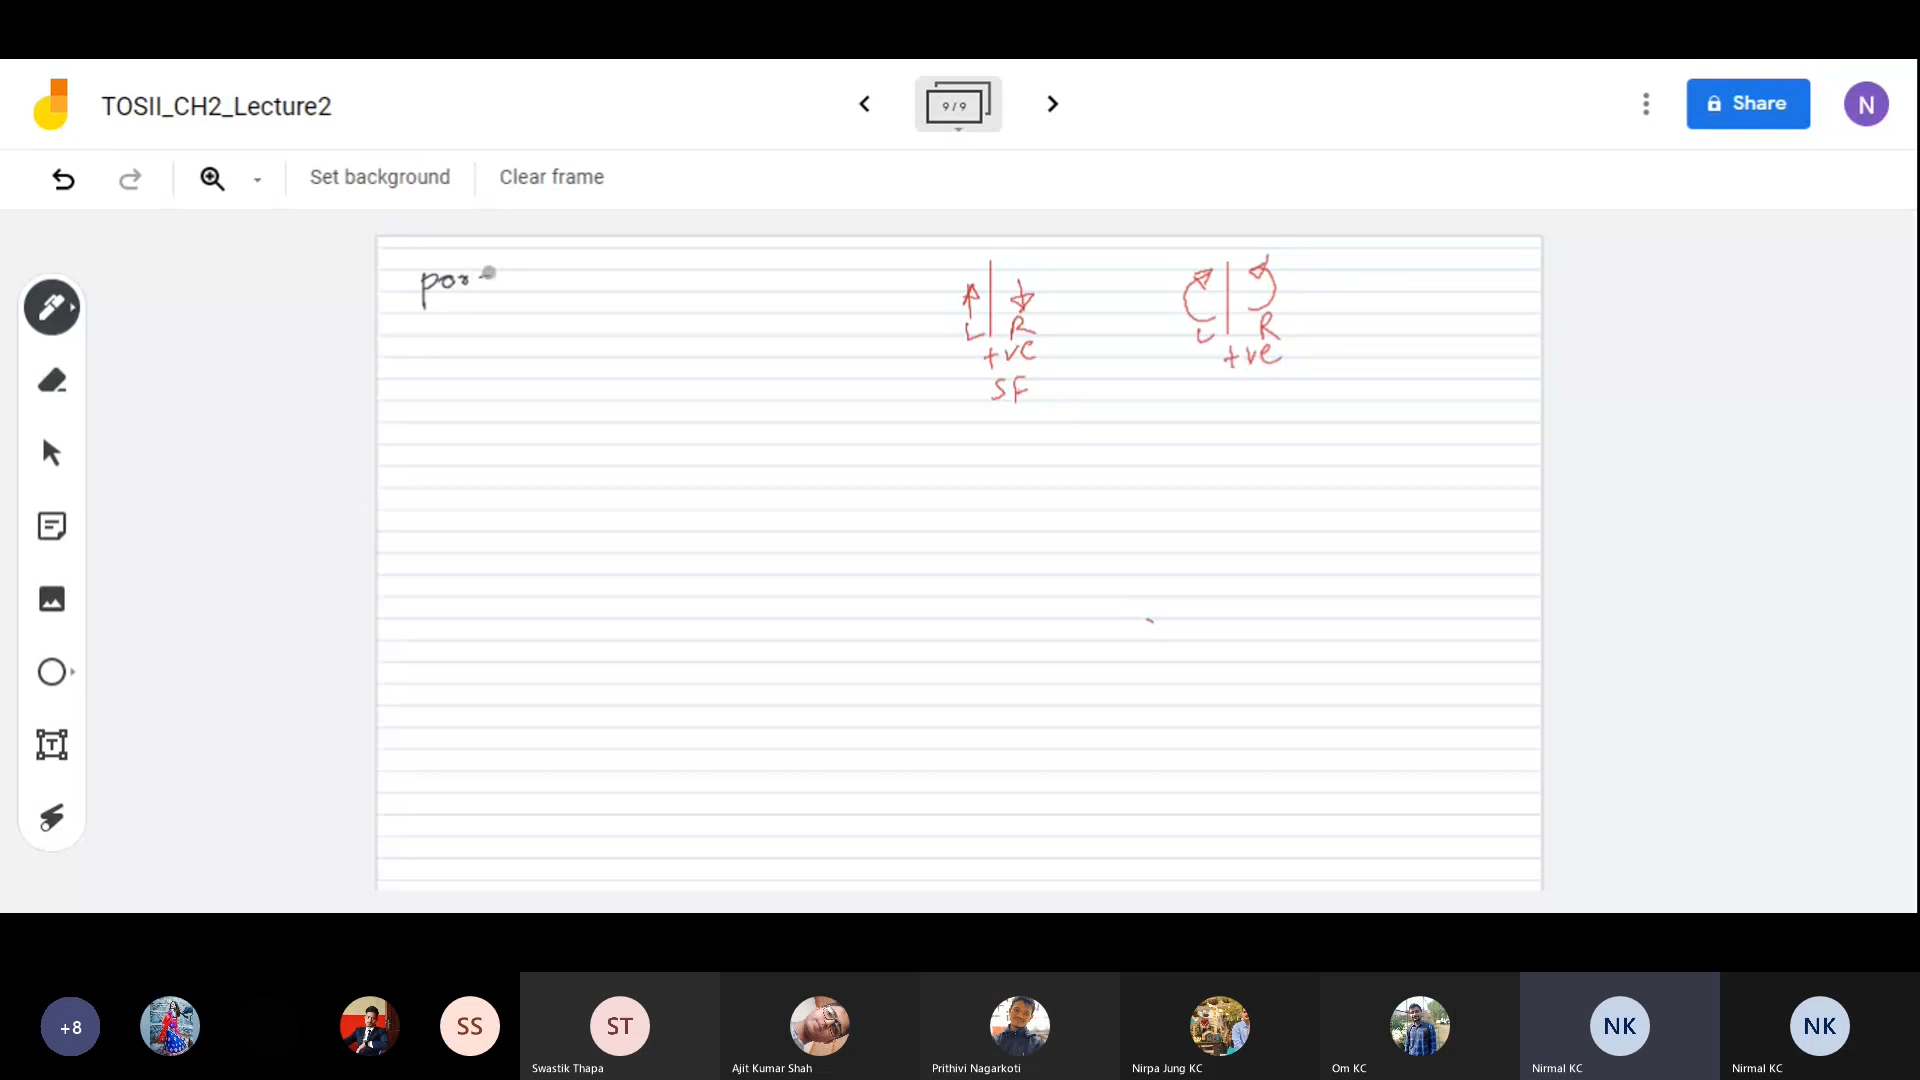 TOSII_CH2_Lecture2
9/9
Share
N
Set background
Clear frame
L R
+ve
SF
L R
+ve
+8
SS
ST
NK
NK
Swastik Thapa
Ajit Kumar Shah
Prithivi Nagarkoti
Nirpa Jung KC
Om KC
Nirmal KC
Nirmal KC